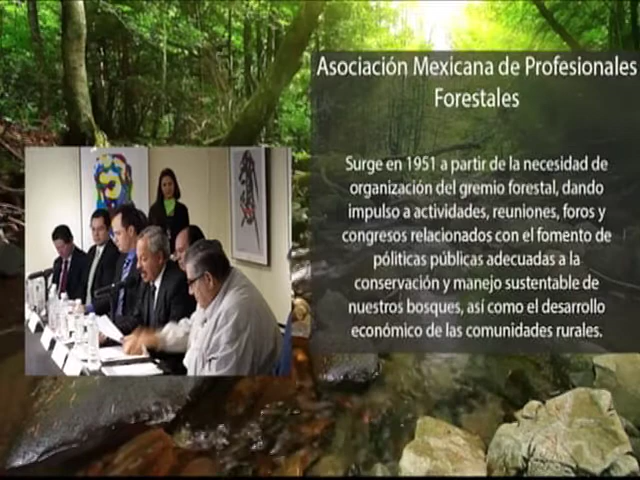 Asociación Mexicana de Profesionales
Forestales
Surge en 1951 a partir de la necesidad de
organización del gremio forestal, dando
impulso a actividades, reuniones, foros y
congresos relacionados con el fomento de
póliticas públicas adecuadas a la
conservación y manejo sustentable de
nuestros bosques, así como el desarrollo
económico de las comunidades rurales.